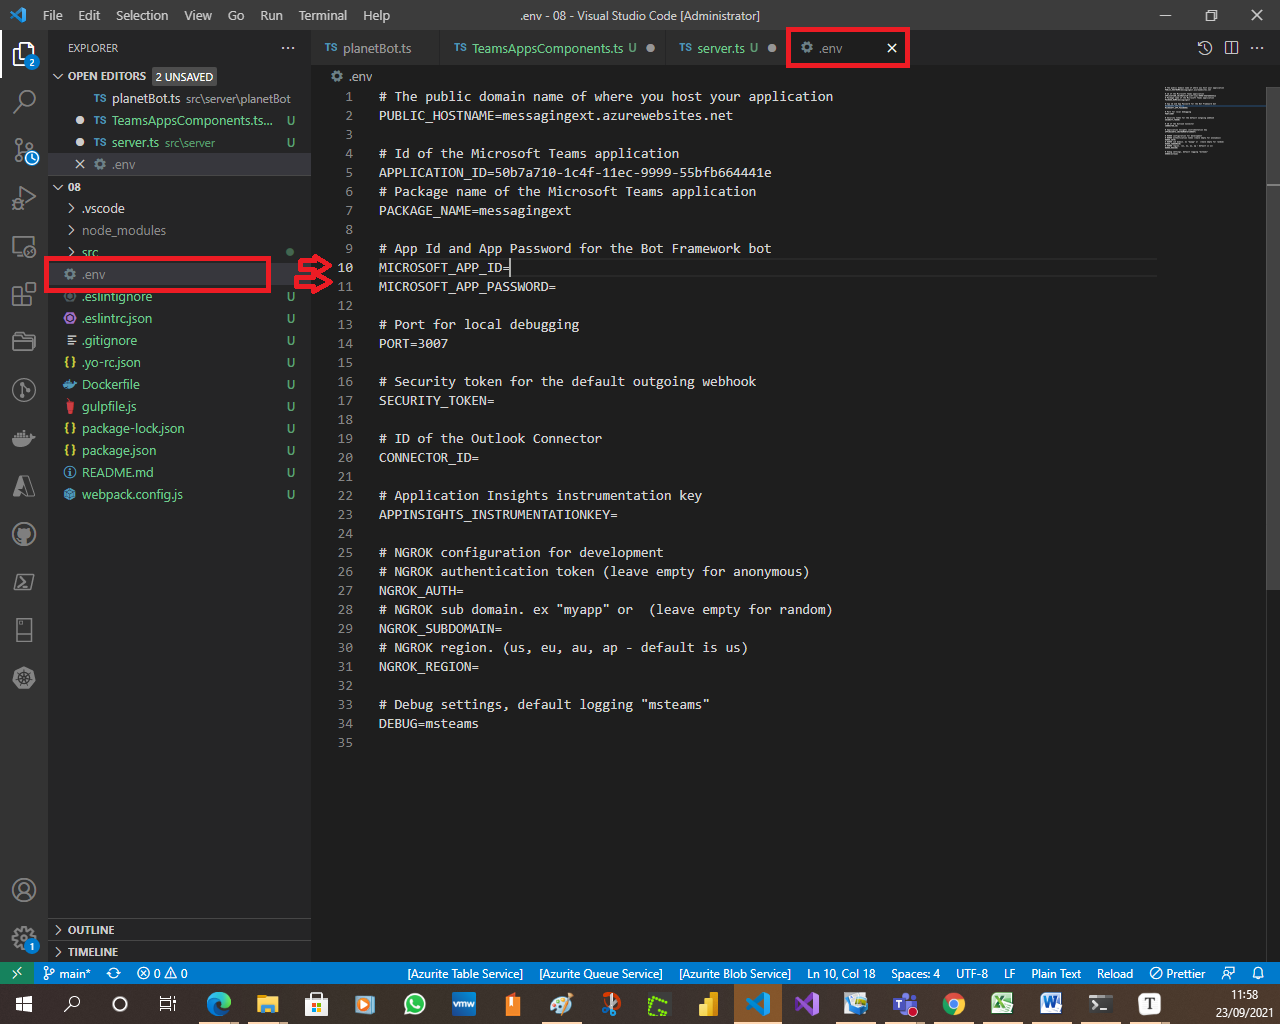 File Edit Selection View Go Run Terminal Help .env - 08 - Visual Studio Code [Administrator]
EXPLORER
OPEN EDITORS 2 UNSAVED
TS planetBot.ts src\server\planetBot
TS TeamsAppsComponents.ts... U
TS server.ts src\server U
.env
08
.vscode
node_modules
src
.env
.eslintignore U
.eslintrc.json U
.gitignore U
{} .yo-rc.json U
Dockerfile U
gulpfile.js U
{} package-lock.json U
{} package.json U
README.md U
webpack.config.js U
OUTLINE
TIMELINE
2
1
TS planetBot.ts TS TeamsAppsComponents.ts U TS server.ts U .env
.env
1 # The public domain name of where you host your application
2 PUBLIC_HOSTNAME=messagingext.azurewebsites.net
3
4 # Id of the Microsoft Teams application
5 APPLICATION_ID=50b7a710-1c4f-11ec-9999-55bfb664441e
6 # Package name of the Microsoft Teams application
7 PACKAGE_NAME=messagingext
8
9 # App Id and App Password for the Bot Framework bot
10 MICROSOFT_APP_ID=
11 MICROSOFT_APP_PASSWORD=
12
13 # Port for local debugging
14 PORT=3007
15
16 # Security token for the default outgoing webhook
17 SECURITY_TOKEN=
18
19 # ID of the Outlook Connector
20 CONNECTOR_ID=
21
22 # Application Insights instrumentation key
23 APPINSIGHTS_INSTRUMENTATIONKEY=
24
25 # NGROK configuration for development
26 # NGROK authentication token (leave empty for anonymous)
27 NGROK_AUTH=
28 # NGROK sub domain. ex "myapp" or  (leave empty for random)
29 NGROK_SUBDOMAIN=
30 # NGROK region. (us, eu, au, ap - default is us)
31 NGROK_REGION=
32
33 # Debug settings, default logging "msteams"
34 DEBUG=msteams
35
main* 0 0 [Azurite Table Service] [Azurite Queue Service] [Azurite Blob Service] Ln 10, Col 18 Spaces: 4 UTF-8 LF Plain Text Reload Prettier
vmw T
11:58
23/09/2021